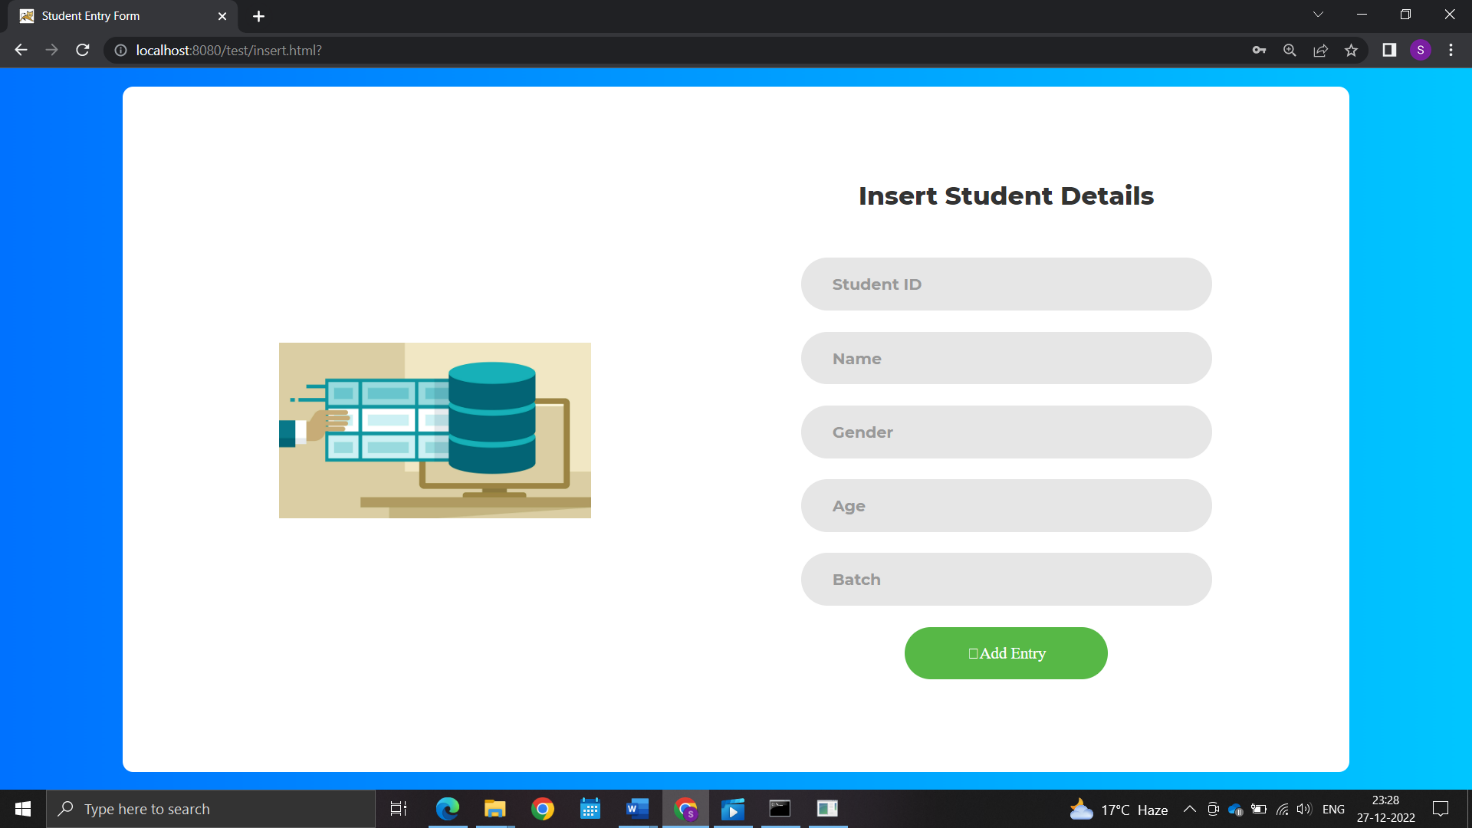 Student Entry Form
localhost:8080/test/insert.html?
S
Insert Student Details
Student ID
Name
Gender
Age
Batch
Add Entry
Type here to search
W
S
17°C Haze
ENG
23:28
27-12-2022